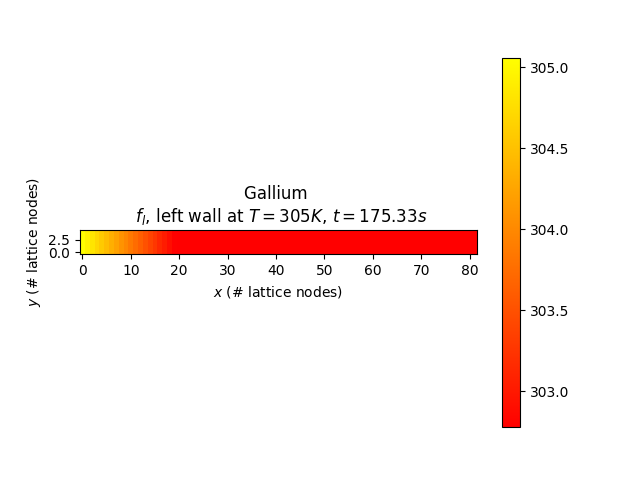 Gallium
f_l, left wall at T = 305K, t = 175.33s
y (# lattice nodes)
2.5
0.0
0 10 20 30 40 50 60 70 80
x (# lattice nodes)
305.0
304.5
304.0
303.5
303.0